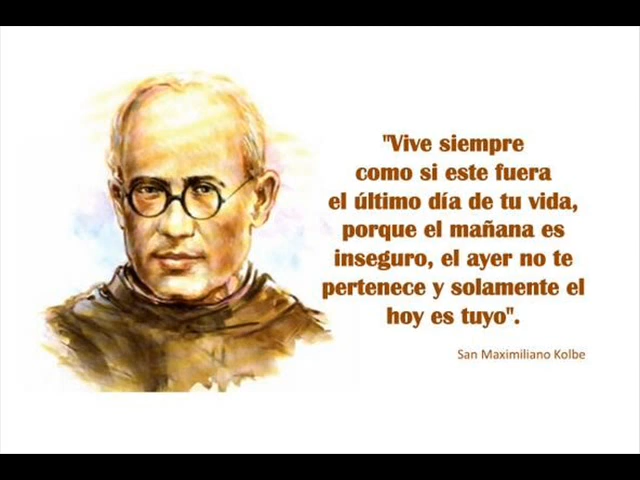 "Vive siempre
como si este fuera
el último día de tu vida,
porque el mañana es
inseguro, el ayer no te
pertenece y solamente el
hoy es tuyo".
San Maximiliano Kolbe